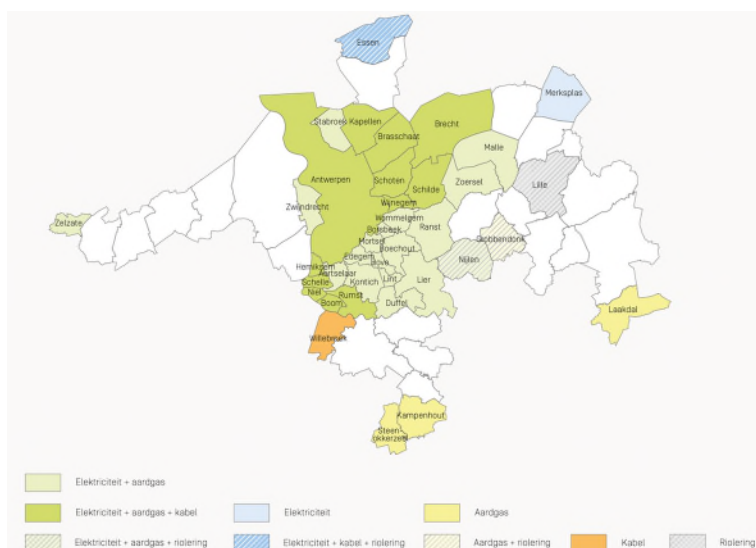 Essen
Merksplas
Stabroek
Kapellen
Brecht
Brasschaat
Malle
Antwerpen
Schoten
Schilde
Zoersel
Lille
Wijnegem
Zwijndrecht
Wommelgem
Zelzate
Borsbeek
Ranst
Mortsel
Grobbendonk
Boechout
Edegem
Hove
Nijlen
Hemiksem
Aartselaar
Lint
Lier
Schelle
Kontich
Niel
Rumst
Boom
Duffel
Laakdal
Willebroek
Kampenhout
Steen-
okkerzeel
Elektriciteit + aardgas
Elektriciteit + aardgas + kabel
Elektriciteit
Aardgas
Elektriciteit + aardgas + riolering
Elektriciteit + kabel + riolering
Aardgas + riolering
Kabel
Riolering